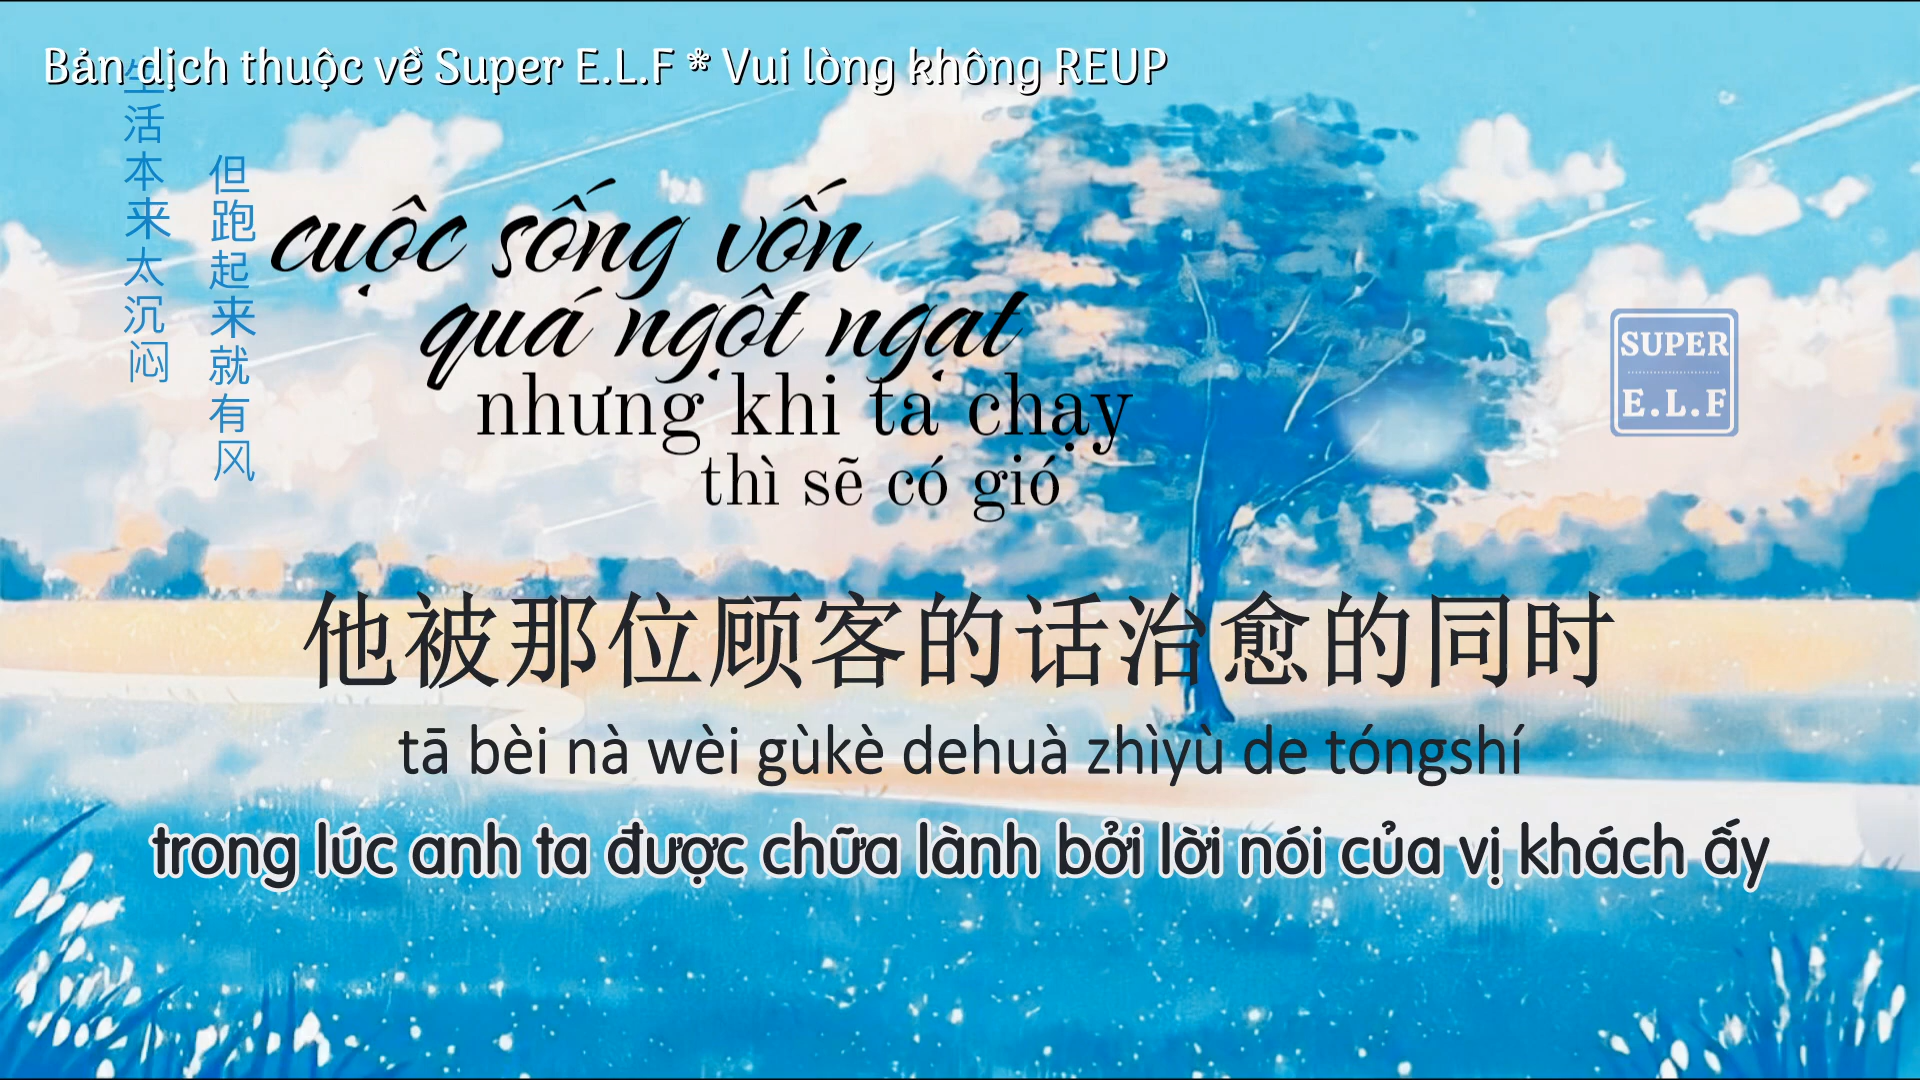 Bản dịch thuộc về Super E.L.F * Vui lòng không REUP
生活本来太沉闷
但跑起来就有风
cuộc sống vốn
quá ngột ngạt
nhưng khi ta chạy
thì sẽ có gió
SUPER
E.L.F
他被那位顾客的话治愈的同时
tā bèi nà wèi gùkè dehuà zhìyù de tóngshí
trong lúc anh ta được chữa lành bởi lời nói của vị khách ấy